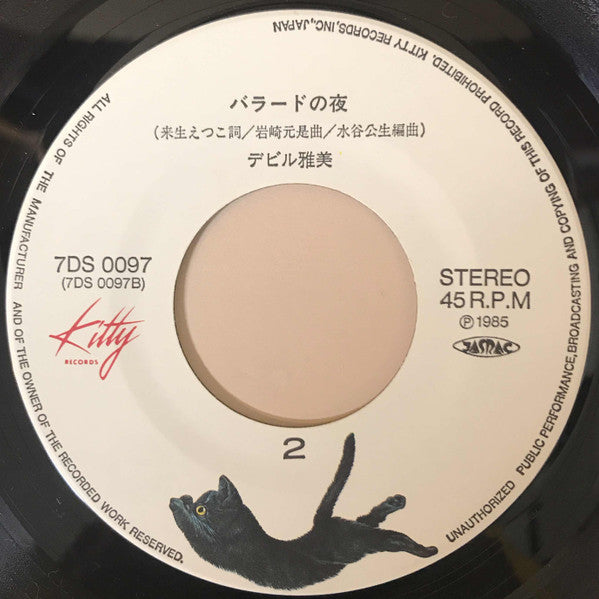 バラードの夜
(来生えつこ詞／岩崎元是曲／水谷公生編曲)
デビル雅美
7DS 0097
(7DS 0097B)
Kitty
RECORDS
STEREO
45 R.P.M
Ⓟ 1985
JASRAC
2
ALL RIGHTS OF THE MANUFACTURER AND OF THE OWNER OF THE RECORDED WORK RESERVED.
UNAUTHORIZED PUBLIC PERFORMANCE, BROADCASTING AND COPYING OF THIS RECORD PROHIBITED. KITTY RECORDS, INC., JAPAN